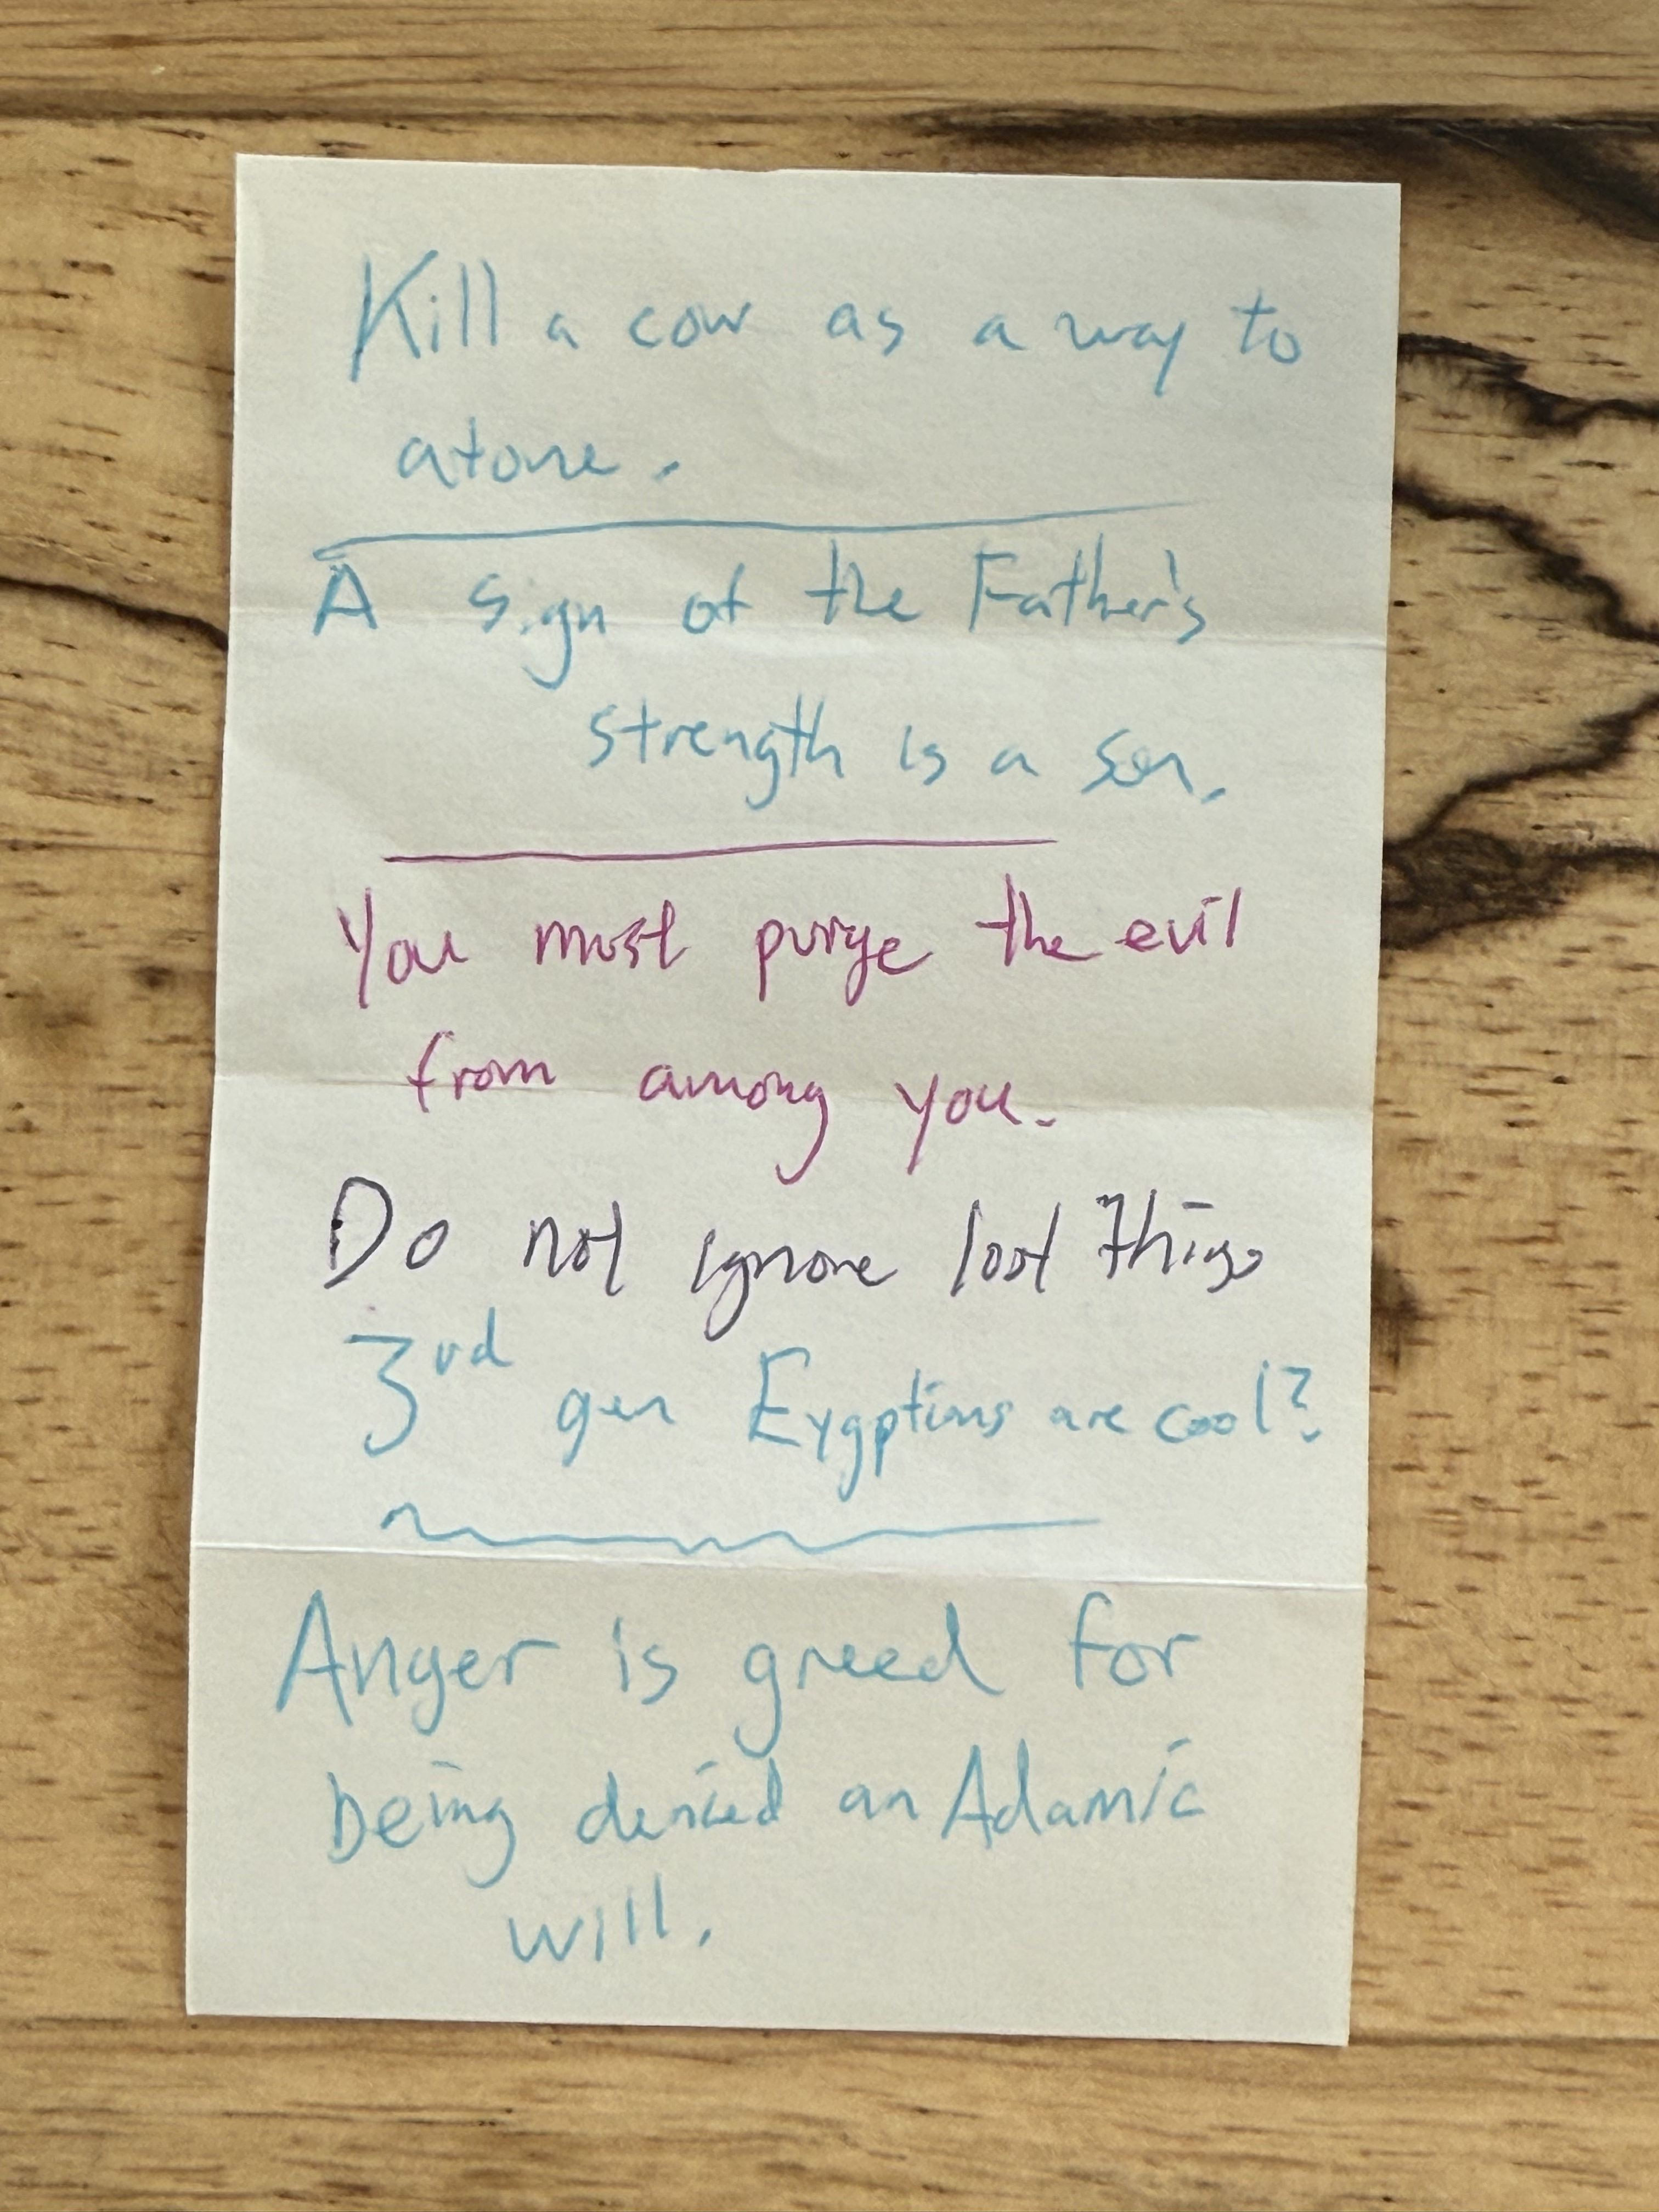 Kill a cow as a way to
atone.
A sign of the Father's
strength is a son.
You must purge the evil
from among you.
Do not ignore lost things
3rd gen Eygptians are cool?
Anger is greed for
being denied an Adamic
will.